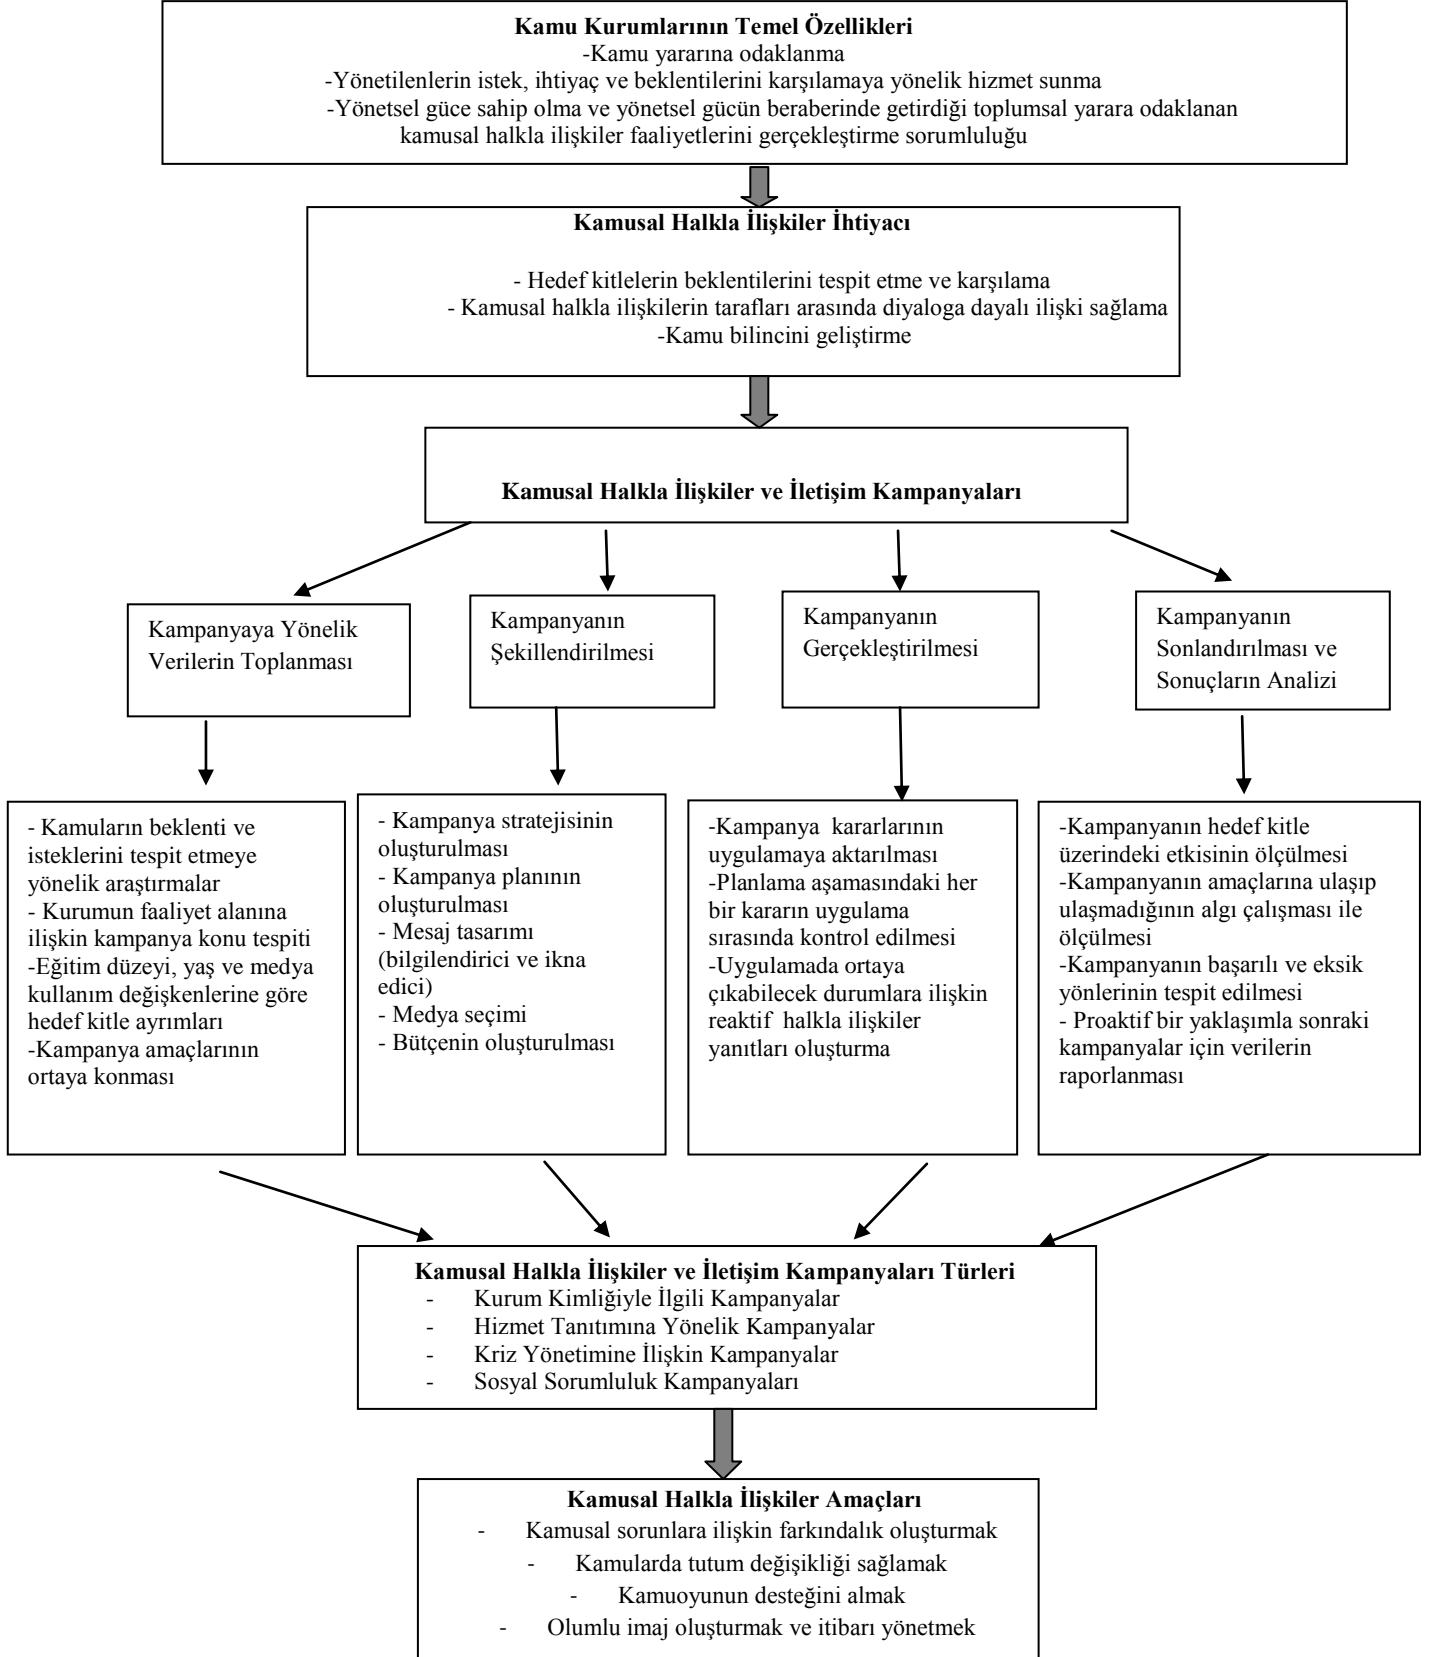 Kamu Kurumlarının Temel Özellikleri
-Kamu yararına odaklanma
-Yönetilenlerin istek, ihtiyaç ve beklentilerini karşılamaya yönelik hizmet sunma
-Yönetsel güce sahip olma ve yönetsel gücün beraberinde getirdiği toplumsal yarara odaklanan
kamusal halkla ilişkiler faaliyetlerini gerçekleştirme sorumluluğu
Kamusal Halkla İlişkiler İhtiyacı
- Hedef kitlelerin beklentilerini tespit etme ve karşılama
- Kamusal halkla ilişkilerin tarafları arasında diyaloga dayalı ilişki sağlama
-Kamu bilincini geliştirme
Kamusal Halkla İlişkiler ve İletişim Kampanyaları
Kampanyaya Yönelik
Verilerin Toplanması
Kampanyanın
Şekillendirilmesi
Kampanyanın
Gerçekleştirilmesi
Kampanyanın
Sonlandırılması ve
Sonuçların Analizi
- Kamuların beklenti ve
isteklerini tespit etmeye
yönelik araştırmalar
- Kurumun faaliyet alanına
ilişkin kampanya konu tespiti
-Eğitim düzeyi, yaş ve medya
kullanım değişkenlerine göre
hedef kitle ayrımları
-Kampanya amaçlarının
ortaya konması
- Kampanya stratejisinin
oluşturulması
- Kampanya planının
oluşturulması
- Mesaj tasarımı
(bilgilendirici ve ikna
edici)
- Medya seçimi
- Bütçenin oluşturulması
-Kampanya  kararlarının
uygulamaya aktarılması
-Planlama aşamasındaki her
bir kararın uygulama
sırasında kontrol edilmesi
-Uygulamada ortaya
çıkabilecek durumlara ilişkin
reaktif  halkla ilişkiler
yanıtları oluşturma
-Kampanyanın hedef kitle
üzerindeki etkisinin ölçülmesi
-Kampanyanın amaçlarına ulaşıp
ulaşmadığının algı çalışması ile
ölçülmesi
-Kampanyanın başarılı ve eksik
yönlerinin tespit edilmesi
- Proaktif bir yaklaşımla sonraki
kampanyalar için verilerin
raporlanması
Kamusal Halkla İlişkiler ve İletişim Kampanyaları Türleri
- Kurum Kimliğiyle İlgili Kampanyalar
- Hizmet Tanıtımına Yönelik Kampanyalar
- Kriz Yönetimine İlişkin Kampanyalar
- Sosyal Sorumluluk Kampanyaları
Kamusal Halkla İlişkiler Amaçları
- Kamusal sorunlara ilişkin farkındalık oluşturmak
- Kamularda tutum değişikliği sağlamak
- Kamuoyunun desteğini almak
- Olumlu imaj oluşturmak ve itibarı yönetmek